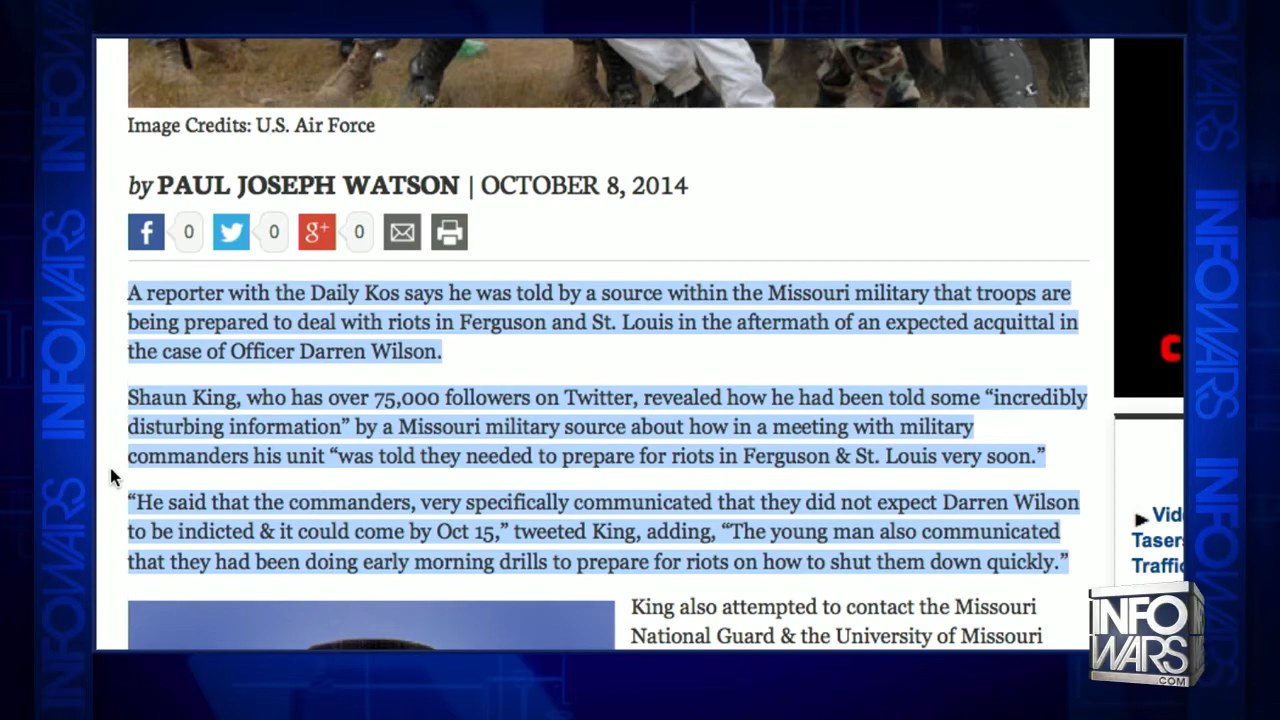 Image Credits: U.S. Air Force
by PAUL JOSEPH WATSON | OCTOBER 8, 2014
0 0 0
A reporter with the Daily Kos says he was told by a source within the Missouri military that troops are
being prepared to deal with riots in Ferguson and St. Louis in the aftermath of an expected acquittal in
the case of Officer Darren Wilson.
Shaun King, who has over 75,000 followers on Twitter, revealed how he had been told some “incredibly
disturbing information” by a Missouri military source about how in a meeting with military
commanders his unit “was told they needed to prepare for riots in Ferguson & St. Louis very soon.”
“He said that the commanders, very specifically communicated that they did not expect Darren Wilson
to be indicted & it could come by Oct 15,” tweeted King, adding, “The young man also communicated
that they had been doing early morning drills to prepare for riots on how to shut them down quickly.”
King also attempted to contact the Missouri
National Guard & the University of Missouri
Tasers
INFOWARS
INFOWARS
INFOWARS
INFOWARS
INFO
WARS
.COM